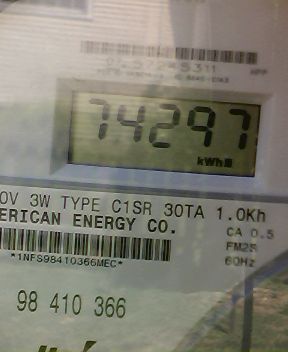 74297
kWh
0V 3W TYPE C1SR 30TA 1.0Kh
ERICAN ENERGY CO.
CA 0.5
FM2S
60Hz
*1NFS98410366MEC*
98 410 366